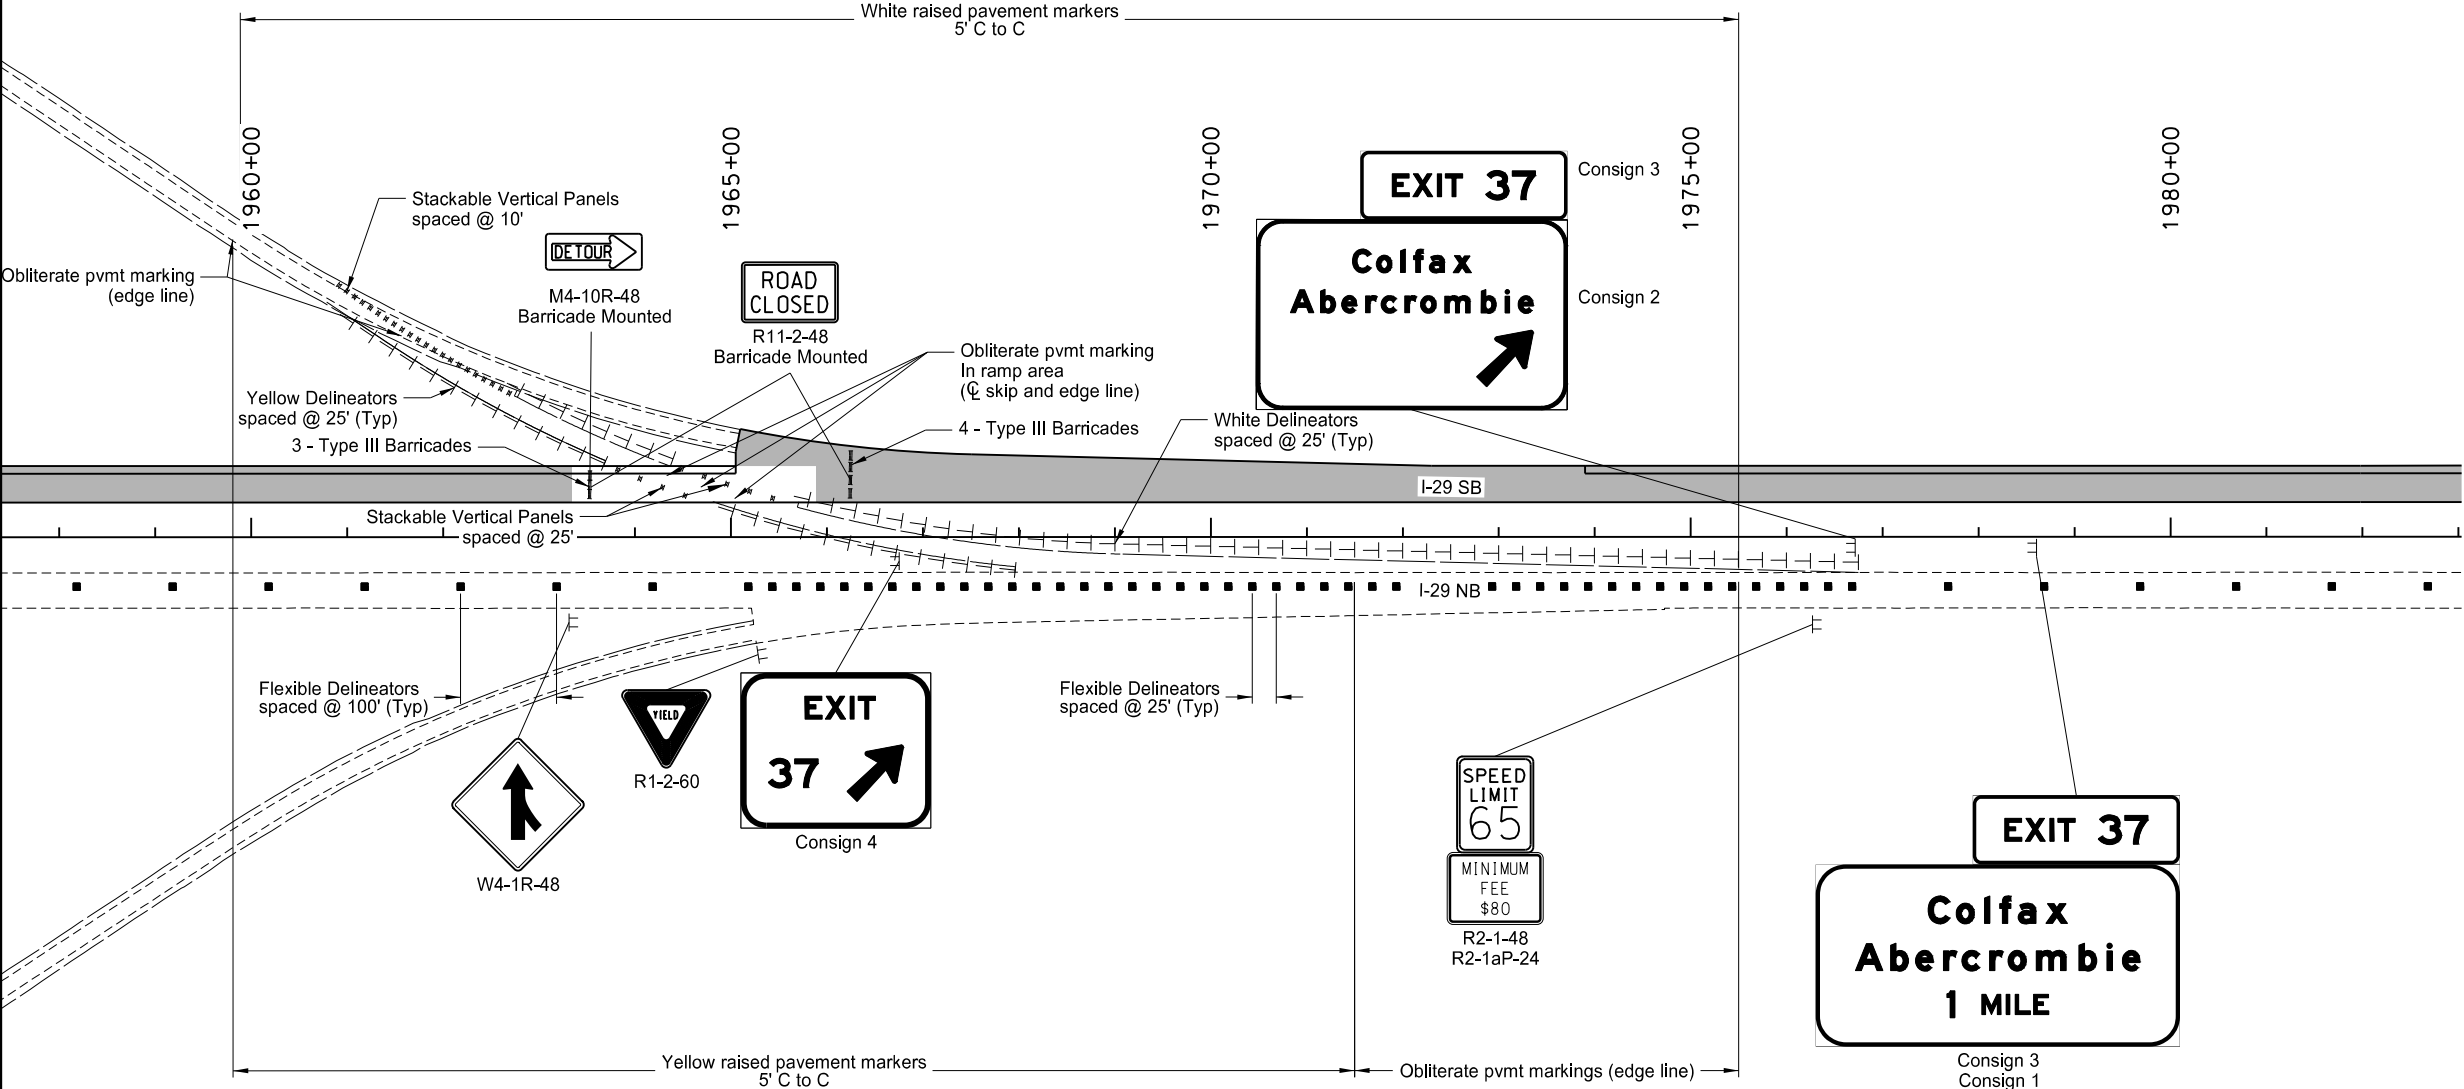 White raised pavement markers
5' C to C
1960+00
1965+00
1970+00
1975+00
1980+00
Stackable Vertical Panels
spaced @ 10'
Obliterate pvmt marking
(edge line)
DETOUR
M4-10R-48
Barricade Mounted
ROAD
CLOSED
R11-2-48
Barricade Mounted
EXIT 37
Consign 3
Colfax
Abercrombie
Consign 2
Obliterate pvmt marking
In ramp area
(℄ skip and edge line)
Yellow Delineators
spaced @ 25' (Typ)
3 - Type III Barricades
4 - Type III Barricades
White Delineators
spaced @ 25' (Typ)
I-29 SB
Stackable Vertical Panels
spaced @ 25'
I-29 NB
Flexible Delineators
spaced @ 100' (Typ)
YIELD
R1-2-60
W4-1R-48
EXIT
37
Consign 4
Flexible Delineators
spaced @ 25' (Typ)
SPEED
LIMIT
65
MINIMUM
FEE
$80
R2-1-48
R2-1aP-24
EXIT 37
Colfax
Abercrombie
1 MILE
Consign 3
Consign 1
Yellow raised pavement markers
5' C to C
Obliterate pvmt markings (edge line)